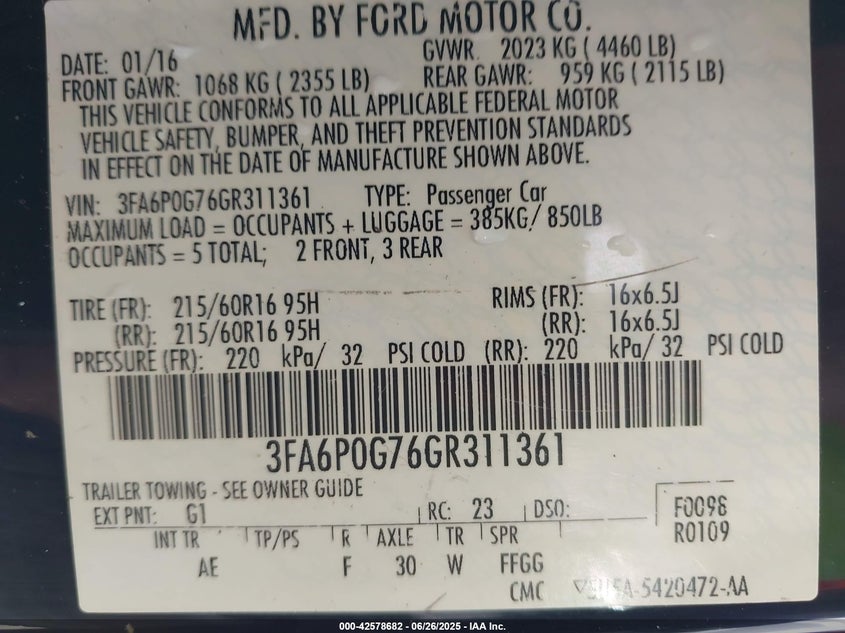 MFD. BY FORD MOTOR CO.
DATE: 01/16 GVWR. 2023 KG ( 4460 LB)
FRONT GAWR: 1068 KG ( 2355 LB) REAR GAWR: 959 KG ( 2115 LB)
THIS VEHICLE CONFORMS TO ALL APPLICABLE FEDERAL MOTOR
VEHICLE SAFETY, BUMPER, AND THEFT PREVENTION STANDARDS
IN EFFECT ON THE DATE OF MANUFACTURE SHOWN ABOVE.
VIN: 3FA6P0G76GR311361 TYPE: Passenger Car
MAXIMUM LOAD = OCCUPANTS + LUGGAGE = 385KG/ 850LB
OCCUPANTS = 5 TOTAL; 2 FRONT, 3 REAR
TIRE (FR): 215/60R16 95H RIMS (FR): 16x6.5J
(RR): 215/60R16 95H (RR): 16x6.5J
PRESSURE (FR): 220 kPa/ 32 PSI COLD (RR): 220 kPa/ 32 PSI COLD
3FA6P0G76GR311361
TRAILER TOWING - SEE OWNER GUIDE
EXT PNT: G1 RC: 23 DSO: F0098
R0109
INT TR TP/PS R AXLE TR SPR
AE F 30 W FFGG
CMC 5420472-AA
000-42578682 - 06/26/2025 - IAA Inc.